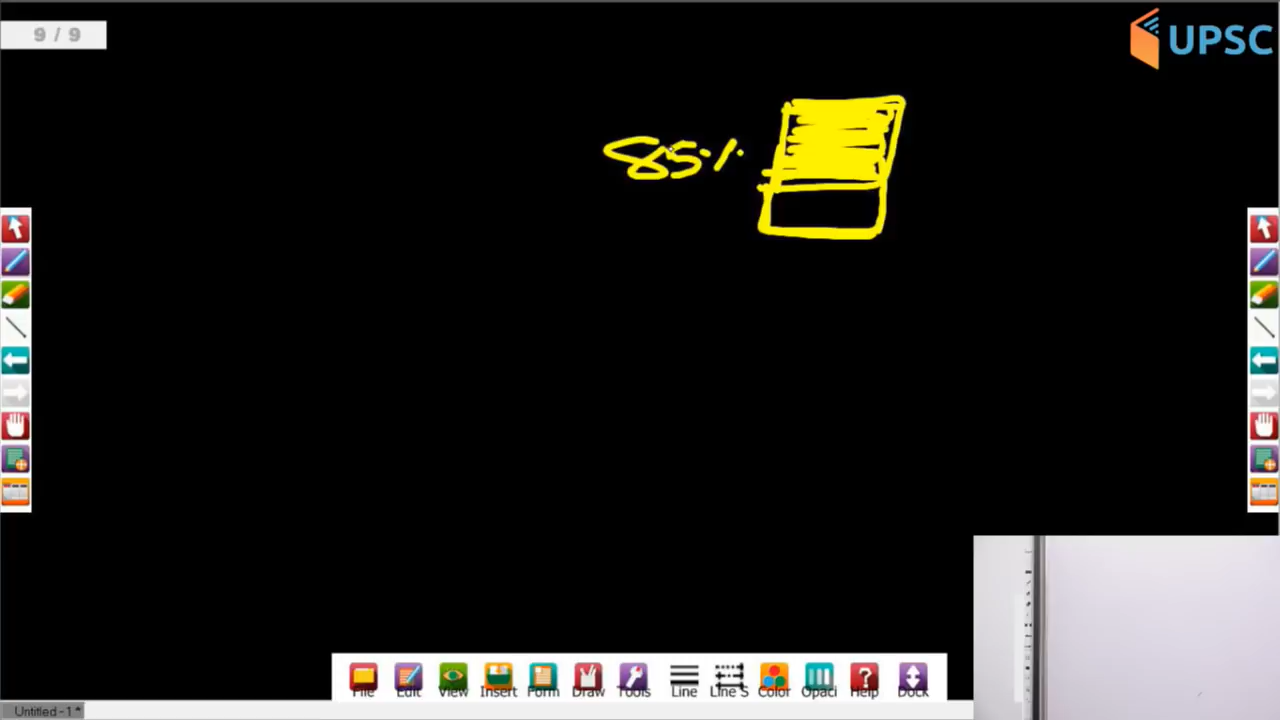 9 / 9
UPSC
85%
File Edit View Insert Form Draw Tools Line Line S Color Opaci Help Dock
Untitled - 1 *